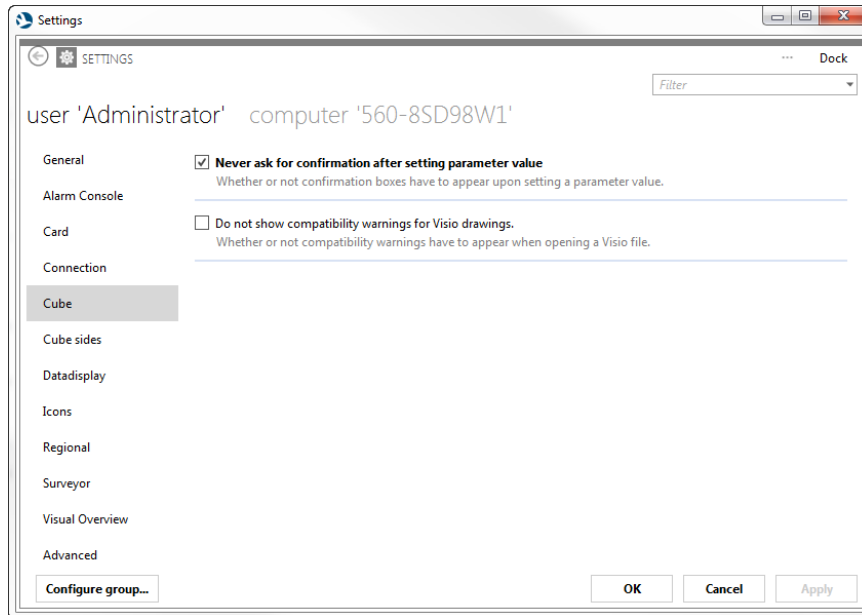 Settings
SETTINGS
··· Dock
Filter
user 'Administrator' computer '560-8SD98W1'
General
Alarm Console
Card
Connection
Cube
Cube sides
Datadisplay
Icons
Regional
Surveyor
Visual Overview
Advanced
Never ask for confirmation after setting parameter value
Whether or not confirmation boxes have to appear upon setting a parameter value.
Do not show compatibility warnings for Visio drawings.
Whether or not compatibility warnings have to appear when opening a Visio file.
Configure group...
OK Cancel Apply